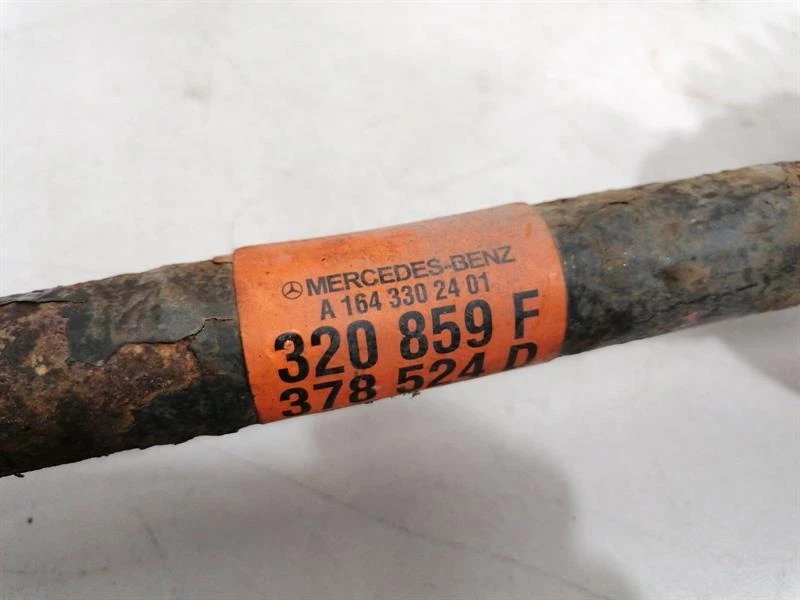 MERCEDES-BENZ
A 164 330 24 01
320 859 F
378 524 D